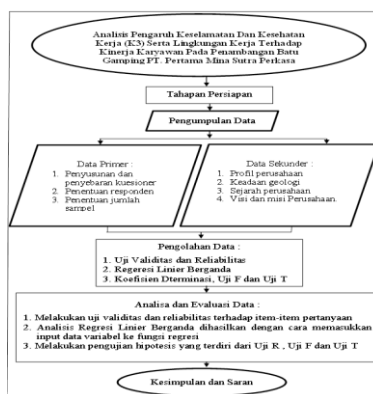 Analisis Pengaruh Keselamatan Dan Kesehatan
Kerja (K3) Serta Lingkungan Kerja Terhadap
Kinerja Karyawan Pada Penambangan Batu
Gamping PT. Pertama Mina Sutra Perkasa
Tahapan Persiapan
Pengumpulan Data
Data Primer :
1. Penyusunan dan
penyebaran kuesioner
2. Penentuan responden
3. Penentuan jumlah
sampel
Data Sekunder :
1. Profil perusahaan
2. Keadaan geologi
3. Sejarah perusahaan
4. Visi dan misi Perusahaan.
Pengolahan Data :
1. Uji Validitas dan Reliabilitas
2. Regeresi Linier Berganda
3. Koefisien Dterminasi, Uji F dan Uji T
Analisa dan Evaluasi Data :
1. Melakukan uji validitas dan reliabilitas terhadap item-item pertanyaan
2. Analisis Regresi Linier Berganda dihasilkan dengan cara memasukkan
input data variabel ke fungsi regresi
3. Melakukan pengujian hipotesis yang terdiri dari Uji R , Uji F dan Uji T
Kesimpulan dan Saran